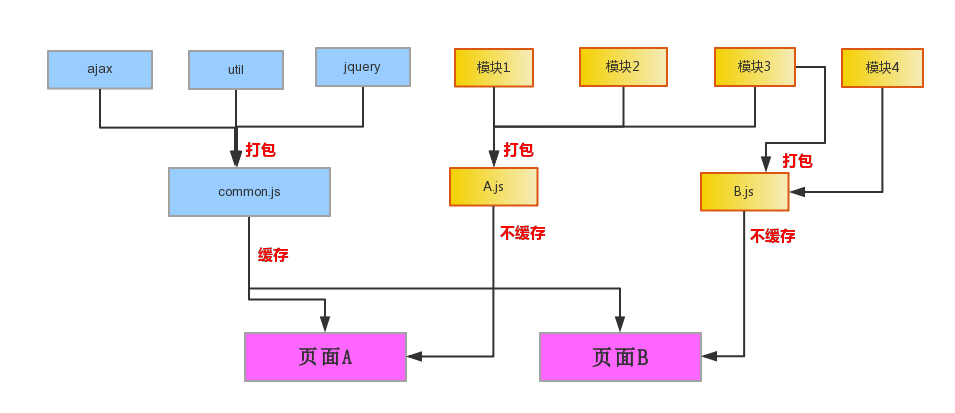 ajax
util
jquery
模块1
模块2
模块3
模块4
打包
打包
打包
common.js
A.js
B.js
缓存
不缓存
不缓存
页面A
页面B